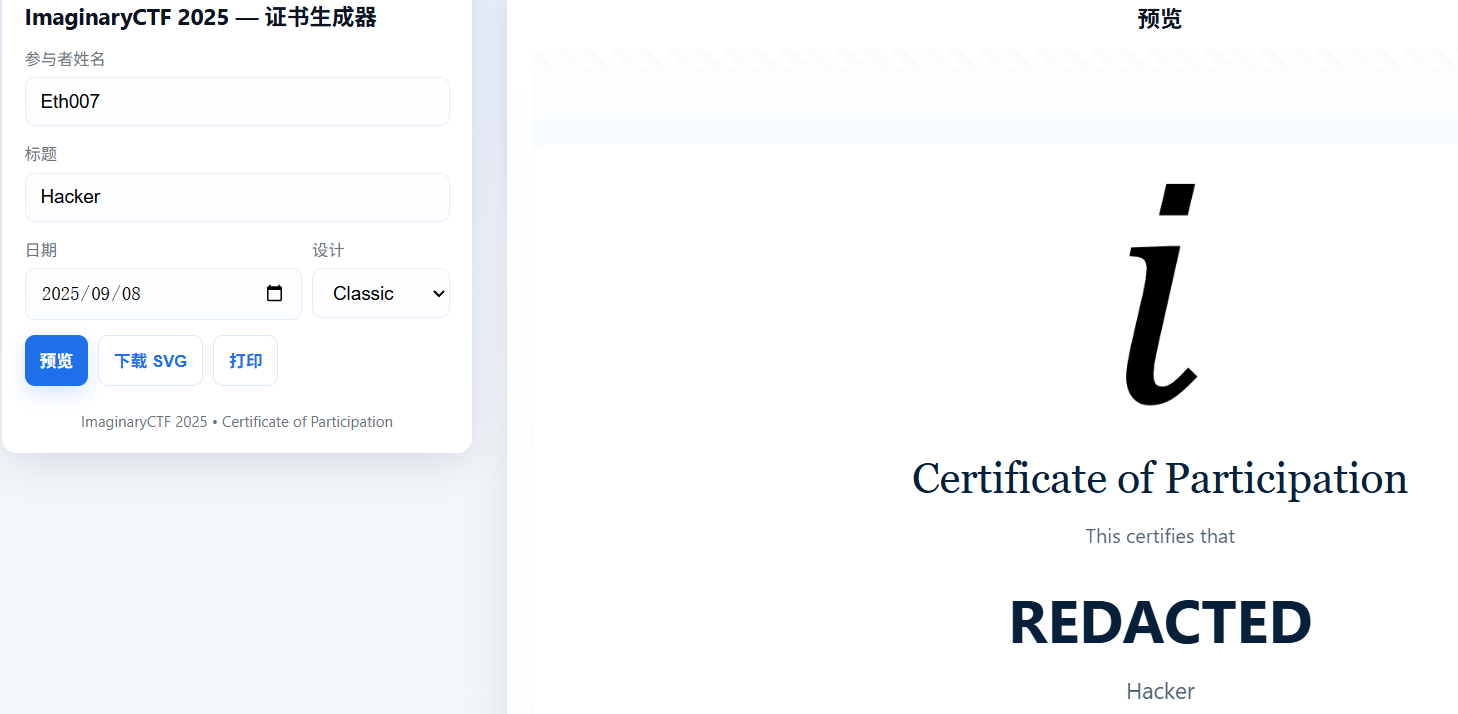 ImaginaryCTF 2025 — 证书生成器
参与者姓名
Eth007
标题
Hacker
日期
设计
2025/09/08
Classic
预览
下载 SVG
打印
ImaginaryCTF 2025 • Certificate of Participation
预览
i
Certificate of Participation
This certifies that
REDACTED
Hacker